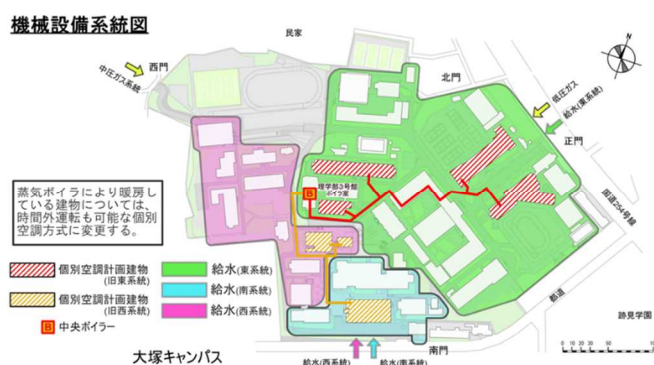 機械設備系統図
民家
西門
中圧ガス系統
北門
低圧ガス
給水(東系統)
正門
理学部3号館
ボイラ室
B
国道254号線
蒸気ボイラにより暖房し
ている建物については、
時間外運転も可能な個別
空調方式に変更する。
個別空調計画建物
(旧東系統)
給水(東系統)
個別空調計画建物
(旧西系統)
給水(南系統)
給水(西系統)
B 中央ボイラー
都道
跡見学園
大塚キャンパス
南門
給水(西系統)
給水(南系統)